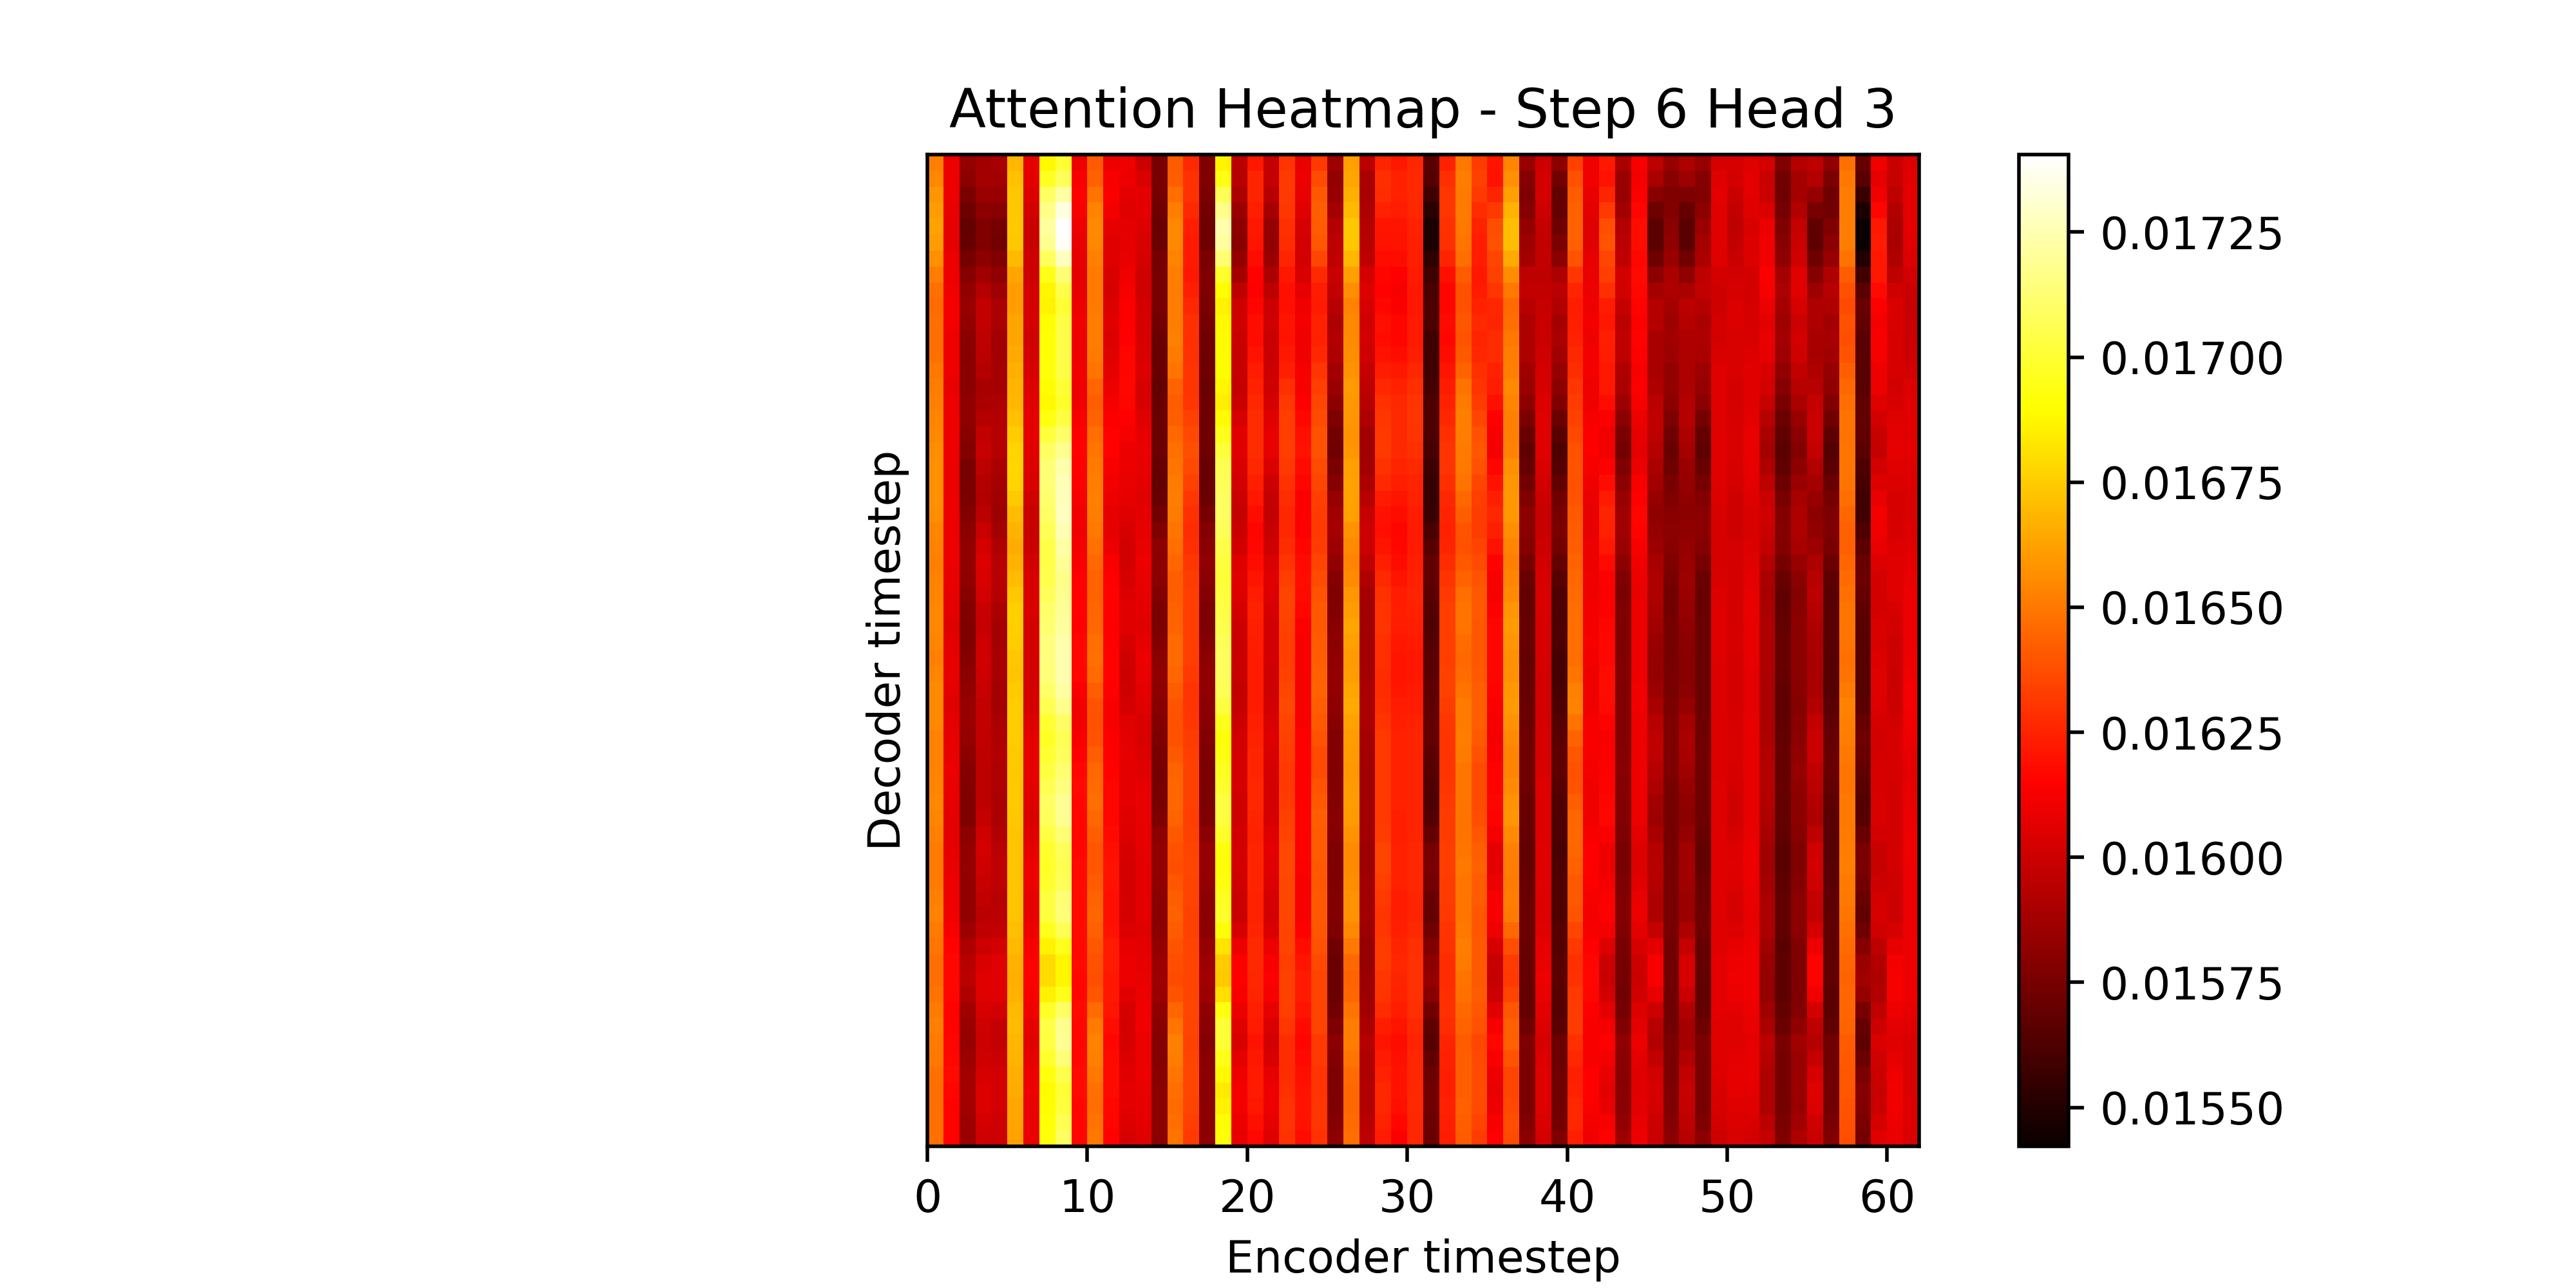 Attention Heatmap - Step 6 Head 3
Decoder timestep
0 10 20 30 40 50 60
Encoder timestep
0.01725
0.01700
0.01675
0.01650
0.01625
0.01600
0.01575
0.01550